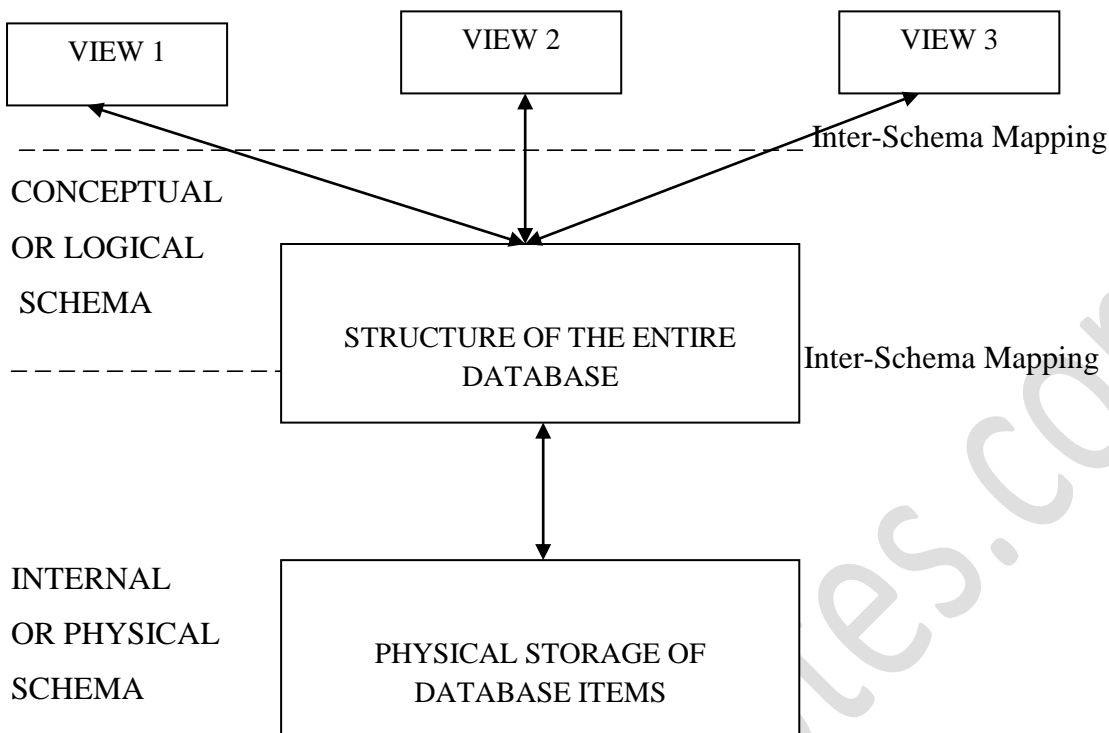 VIEW 1
VIEW 2
VIEW 3
Inter-Schema Mapping
CONCEPTUAL
OR LOGICAL
SCHEMA
STRUCTURE OF THE ENTIRE
DATABASE
Inter-Schema Mapping
INTERNAL
OR PHYSICAL
SCHEMA
PHYSICAL STORAGE OF
DATABASE ITEMS